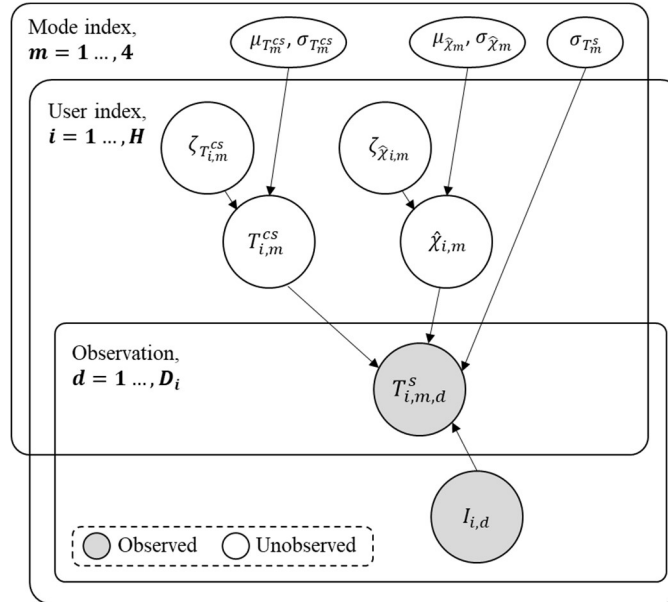 Mode index,
m = 1 …, 4
μ_{T_m^{cs}}, σ_{T_m^{cs}}
μ_{χ̂_m}, σ_{χ̂_m}
σ_{T_m^s}
User index,
i = 1 …, H
ζ_{T_{i,m}^{cs}}
ζ_{χ̂_{i,m}}
T_{i,m}^{cs}
χ̂_{i,m}
Observation,
d = 1 …, D_i
T_{i,m,d}^s
I_{i,d}
Observed
Unobserved